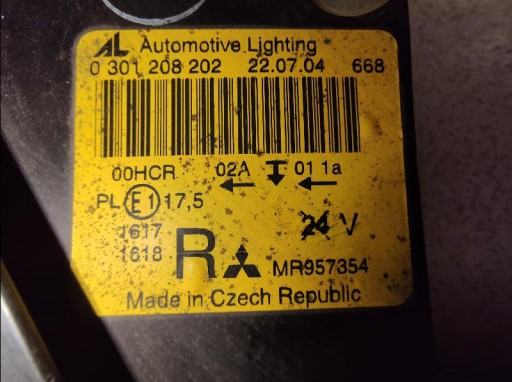 AL Automotive Lighting
0 301 208 202 22.07.04 668
00HCR 02A 01 1a
PL E1 17,5
1617
1618
24 V
R MR957354
Made in Czech Republic